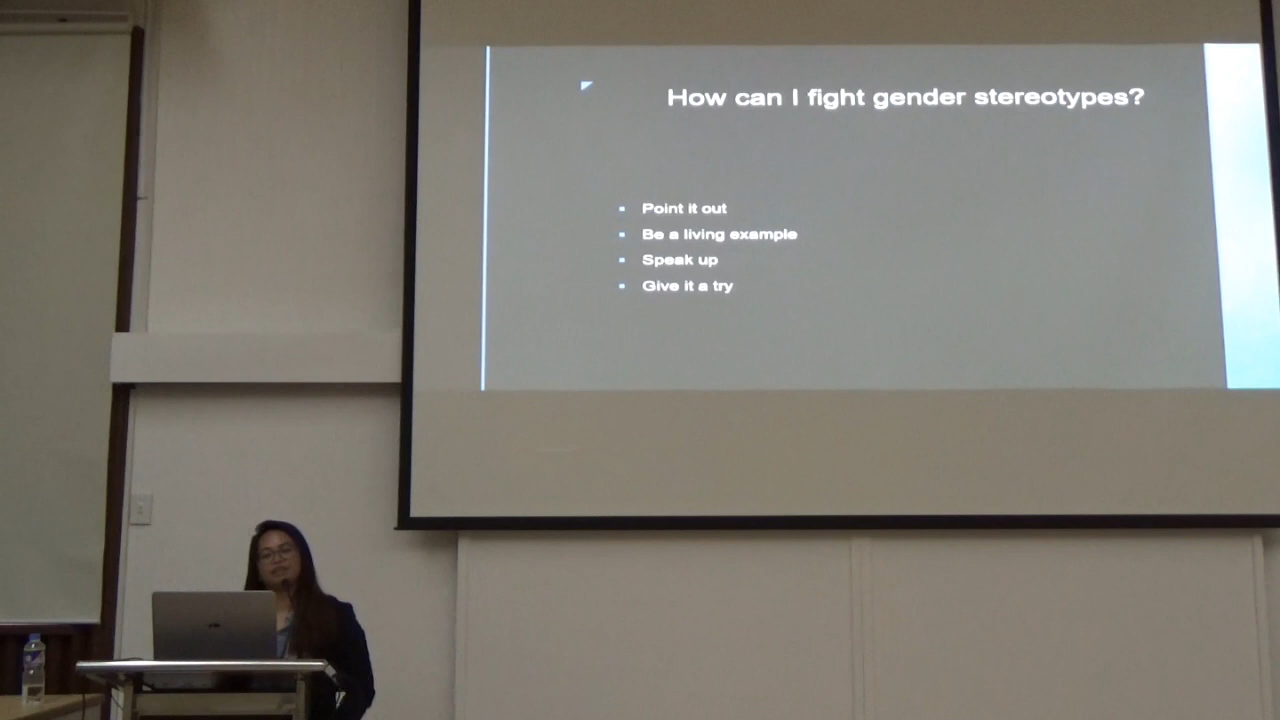 How can I fight gender stereotypes?
Point it out
Be a living example
Speak up
Give it a try